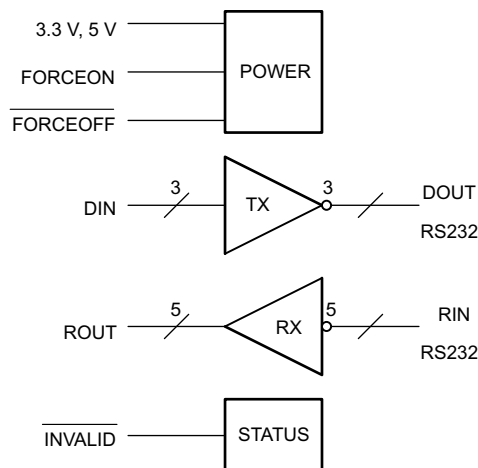 3.3 V, 5 V
FORCEON
POWER
FORCEOFF
DIN
3
TX
3
DOUT
RS232
ROUT
5
RX
5
RIN
RS232
INVALID
STATUS